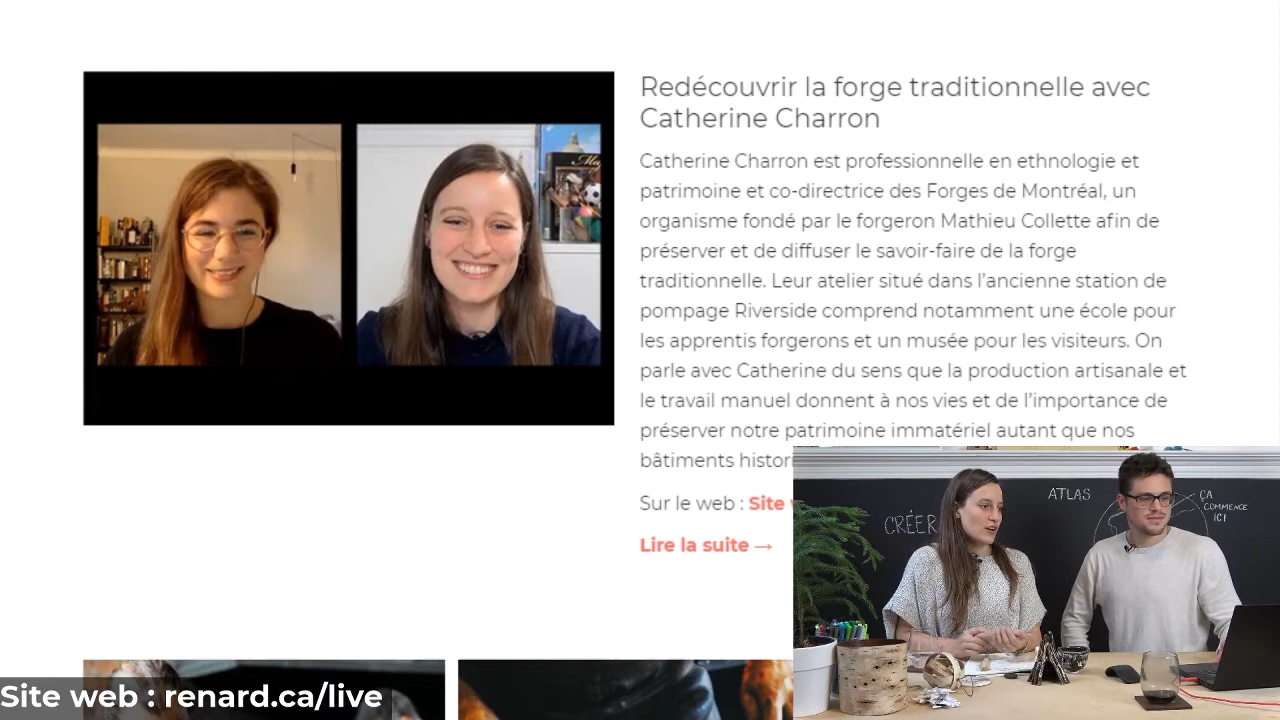 Redécouvrir la forge traditionnelle avec
Catherine Charron
Catherine Charron est professionnelle en ethnologie et
patrimoine et co-directrice des Forges de Montréal, un
organisme fondé par le forgeron Mathieu Collette afin de
préserver et de diffuser le savoir-faire de la forge
traditionnelle. Leur atelier situé dans l'ancienne station de
pompage Riverside comprend notamment une école pour
les apprentis forgerons et un musée pour les visiteurs. On
parle avec Catherine du sens que la production artisanale et
le travail manuel donnent à nos vies et de l'importance de
préserver notre patrimoine immatériel autant que nos
bâtiments histori
Sur le web : Site
Lire la suite →
CRÉER
ATLAS
ÇA
COMMENCE
ICI
Site web : renard.ca/live